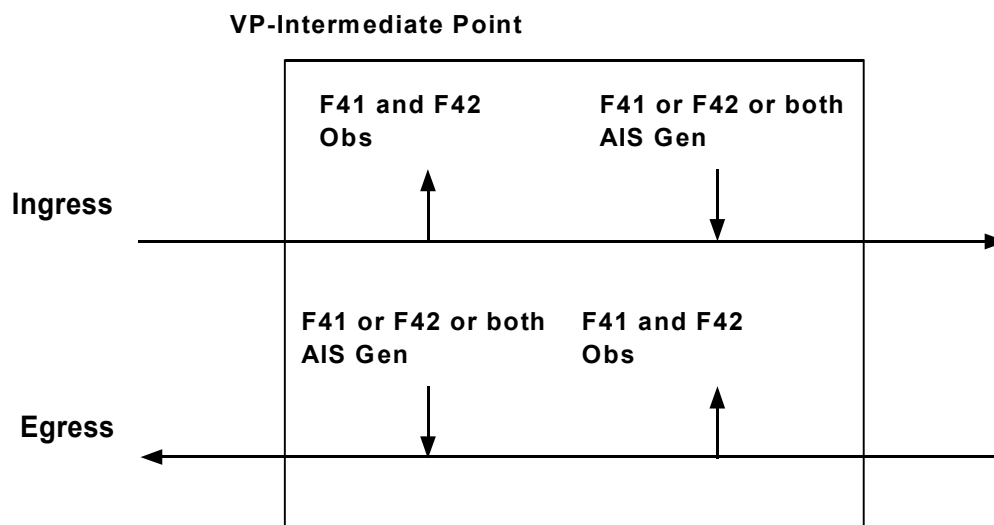 VP-Intermediate Point
F41 and F42
Obs
F41 or F42 or both
AIS Gen
Ingress
F41 or F42 or both
AIS Gen
F41 and F42
Obs
Egress